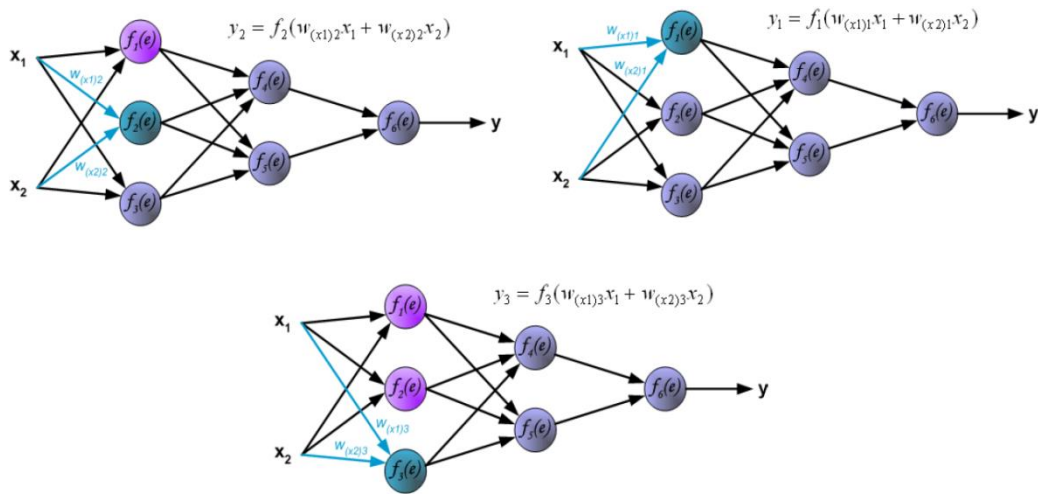 y₂ = f₂(w₍ₓ₁₎₂x₁ + w₍ₓ₂₎₂x₂)
x₁
x₂
w(x1)2
w(x2)2
f₁(e)
f₂(e)
f₃(e)
f₄(e)
f₅(e)
f₆(e)
y
y₁ = f₁(w₍ₓ₁₎₁x₁ + w₍ₓ₂₎₁x₂)
x₁
x₂
w(x1)1
w(x2)1
f₁(e)
f₂(e)
f₃(e)
f₄(e)
f₅(e)
f₆(e)
y
y₃ = f₃(w₍ₓ₁₎₃x₁ + w₍ₓ₂₎₃x₂)
x₁
x₂
w(x1)3
w(x2)3
f₁(e)
f₂(e)
f₃(e)
f₄(e)
f₅(e)
f₆(e)
y